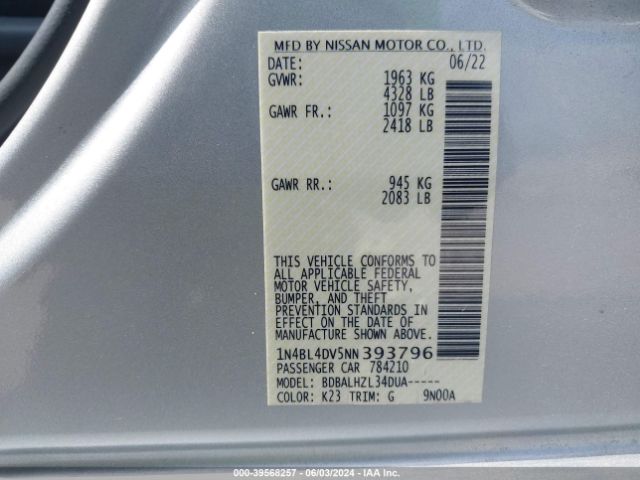 MFD BY NISSAN MOTOR CO., LTD.
DATE: 06/22
GVWR: 1963 KG
4328 LB
GAWR FR.: 1097 KG
2418 LB
GAWR RR.: 945 KG
2083 LB
THIS VEHICLE CONFORMS TO
ALL APPLICABLE FEDERAL
MOTOR VEHICLE SAFETY,
BUMPER, AND THEFT
PREVENTION STANDARDS IN
EFFECT ON THE DATE OF
MANUFACTURE SHOWN ABOVE.
1N4BL4DV5NN393796
PASSENGER CAR 784210
MODEL: BDBALHZL34DUA-----
COLOR: K23 TRIM: G 9N00A
000-39568257 - 06/03/2024 - IAA Inc.